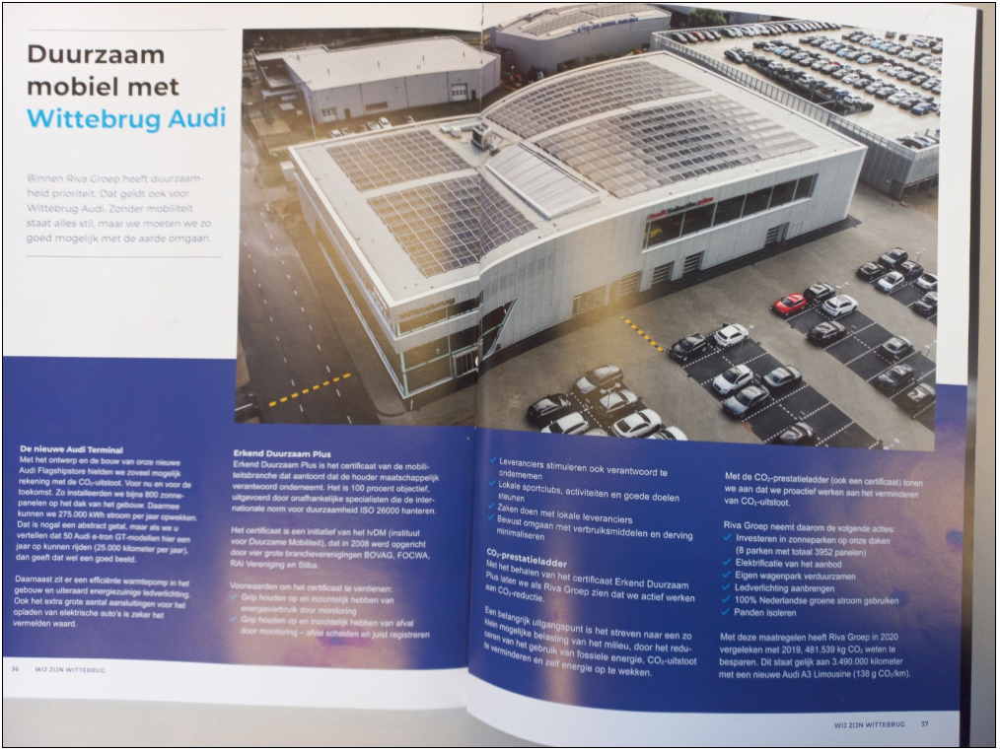 Duurzaam
mobiel met
Wittebrug Audi
Binnen Riva Groep heeft duurzaam-
heid prioriteit. Dat geldt ook voor
Wittebrug Audi. Zonder mobiliteit
staat alles stil, maar we moeten we zo
goed mogelijk met de aarde omgaan.
De nieuwe Audi Terminal
Met het ontwerp en de bouw van onze nieuwe
Audi Flagshipstore hielden we zoveel mogelijk
rekening met de CO₂-uitstoot. Voor nu en voor de
toekomst. Zo installeerden we bijna 800 zonne-
panelen op het dak van het gebouw. Daarmee
kunnen we 275.000 kWh stroom per jaar opwekken.
Dat is nogal een abstract getal, maar als we u
vertellen dat 50 Audi e-tron GT-modellen hier een
jaar op kunnen rijden (25.000 kilometer per jaar),
dan geeft dat wel een goed beeld.
Daarnaast zit er een efficiënte warmtepomp in het
gebouw en uiteraard energiezuinige ledverlichting.
Ook het extra grote aantal aansluitingen voor het
opladen van elektrische auto's is zeker het
vermelden waard.
36 WIJ ZIJN WITTEBRUG
Erkend Duurzaam Plus
Erkend Duurzaam Plus is het certificaat van de mobili-
teitsbranche dat aantoont dat de houder maatschappelijk
verantwoord onderneemt. Het is 100 procent objectief,
uitgevoerd door onafhankelijke specialisten die de inter-
nationale norm voor duurzaamheid ISO 26000 hanteren.
Het certificaat is een initiatief van het IvDM (instituut
voor Duurzame Mobiliteit), dat in 2008 werd opgericht
door vier grote brancheverenigingen BOVAG, FOCWA,
RAI Vereniging en Stiba.
Voorwaarden om het certificaat te verdienen:
✓ Grip houden op en inzichtelijk hebben van
energieverbruik door monitoring
✓ Grip houden op en inzichtelijk hebben van afval
door monitoring – afval scheiden en juist registreren
✓ Leveranciers stimuleren ook verantwoord te
ondernemen
✓ Lokale sportclubs, activiteiten en goede doelen
steunen
✓ Zaken doen met lokale leveranciers
✓ Bewust omgaan met verbruiksmiddelen en derving
minimaliseren
CO₂-prestatieladder
Met het behalen van het certificaat Erkend Duurzaam
Plus laten we als Riva Groep zien dat we actief werken
aan CO₂-reductie.
Een belangrijk uitgangspunt is het streven naar een zo
klein mogelijke belasting van het milieu, door het redu-
ceren van het gebruik van fossiele energie, CO₂-uitstoot
te verminderen en zelf energie op te wekken.
Met de CO₂-prestatieladder (ook een certificaat) tonen
we aan dat we proactief werken aan het verminderen
van CO₂-uitstoot.
Riva Groep neemt daarom de volgende acties:
✓ Investeren in zonneparken op onze daken
(8 parken met totaal 3952 panelen)
✓ Elektrificatie van het aanbod
✓ Eigen wagenpark verduurzamen
✓ Ledverlichting aanbrengen
✓ 100% Nederlandse groene stroom gebruiken
✓ Panden isoleren
Met deze maatregelen heeft Riva Groep in 2020
vergeleken met 2019, 481.539 kg CO₂ weten te
besparen. Dit staat gelijk aan 3.490.000 kilometer
met een nieuwe Audi A3 Limousine (138 g CO₂/km).
WIJ ZIJN WITTEBRUG 37